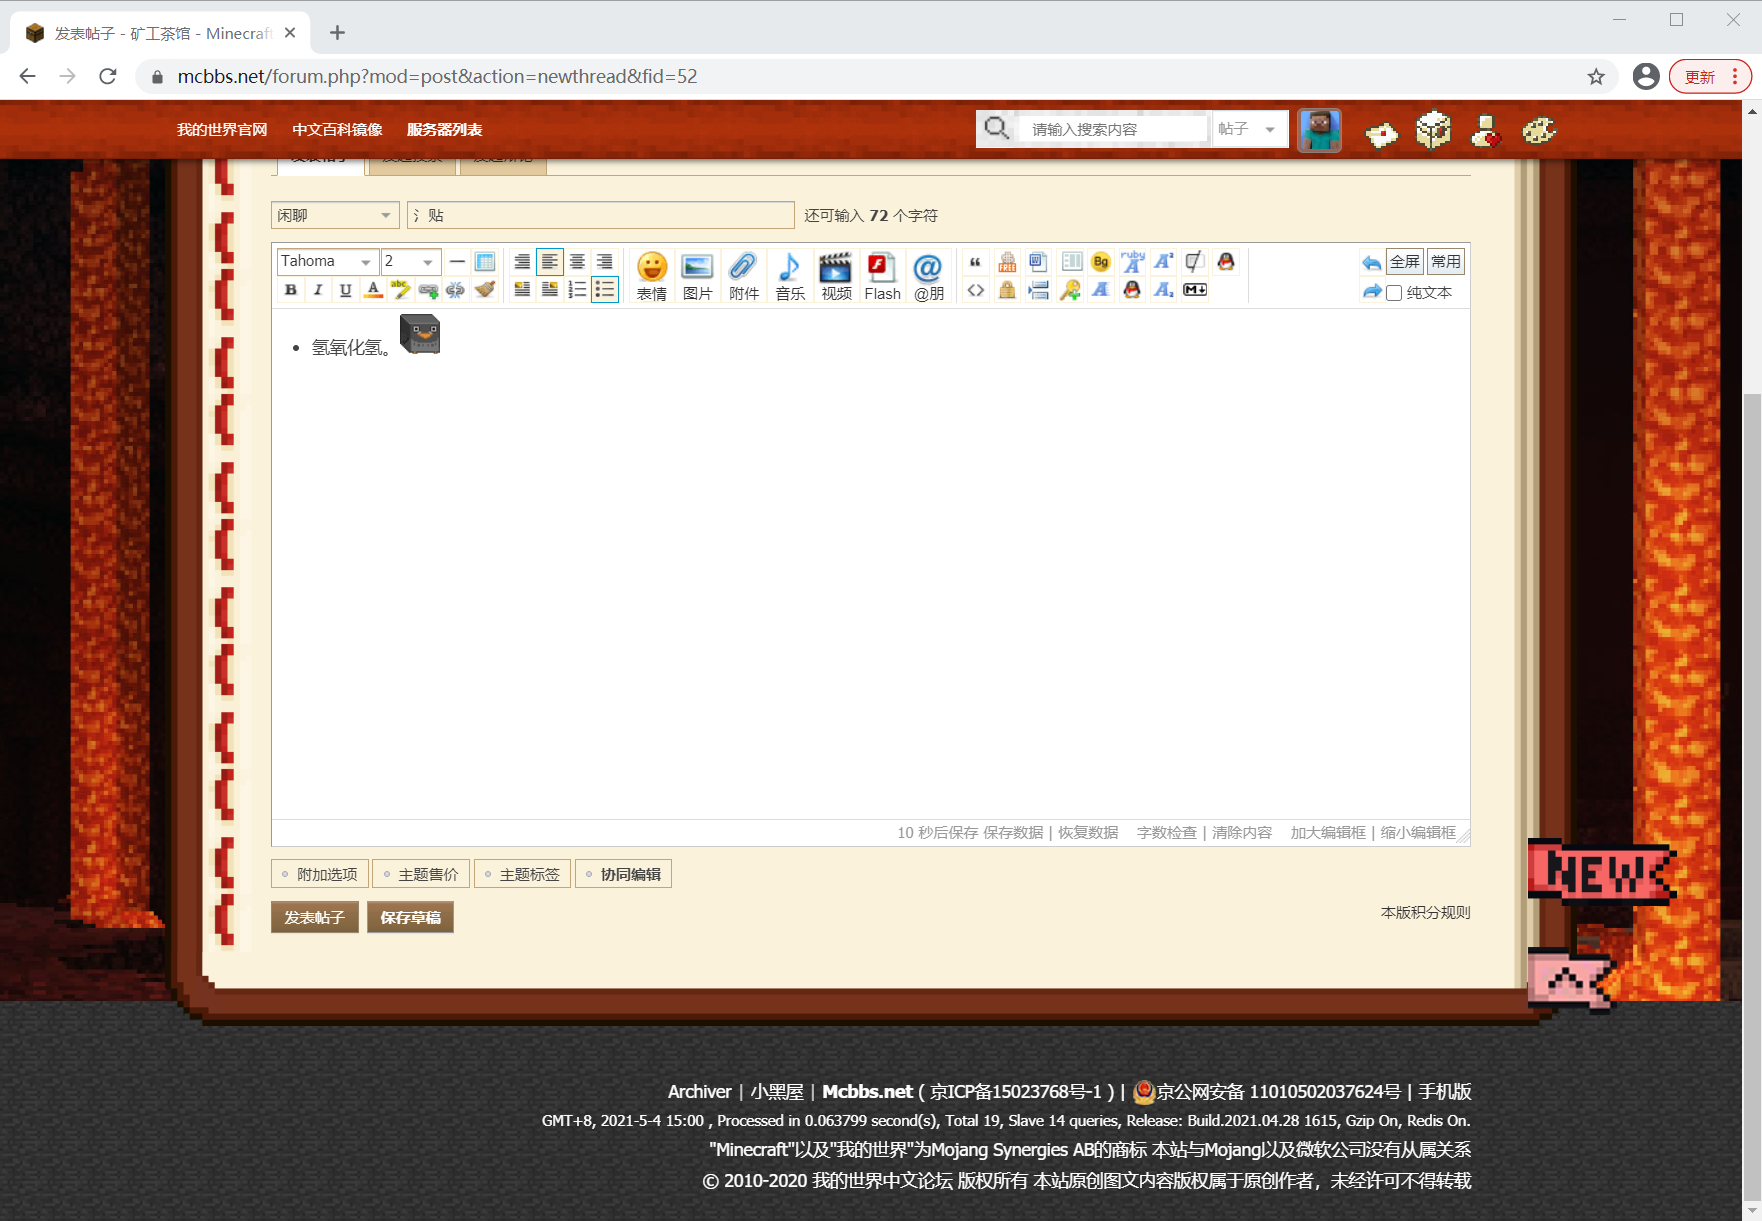 发表帖子 - 矿工茶馆 - Minecraft
mcbbs.net/forum.php?mod=post&action=newthread&fid=52
更新
我的世界官网 中文百科镜像 服务器列表
请输入搜索内容 帖子
闲聊 氵贴 还可输入 72 个字符
Tahoma 2
全屏 常用
B I U A abc
表情 图片 附件 音乐 视频 Flash @朋
FREE Bg ruby A A² A A₂ M
纯文本
氢氧化氢。
10 秒后保存 保存数据 | 恢复数据 字数检查 | 清除内容 加大编辑框 | 缩小编辑框
附加选项 主题售价 主题标签 协同编辑
NEW
发表帖子 保存草稿 本版积分规则
Archiver | 小黑屋 | Mcbbs.net ( 京ICP备15023768号-1 ) | 京公网安备 11010502037624号 | 手机版
GMT+8, 2021-5-4 15:00 , Processed in 0.063799 second(s), Total 19, Slave 14 queries, Release: Build.2021.04.28 1615, Gzip On, Redis On.
"Minecraft"以及"我的世界"为Mojang Synergies AB的商标 本站与Mojang以及微软公司没有从属关系
© 2010-2020 我的世界中文论坛 版权所有 本站原创图文内容版权属于原创作者，未经许可不得转载